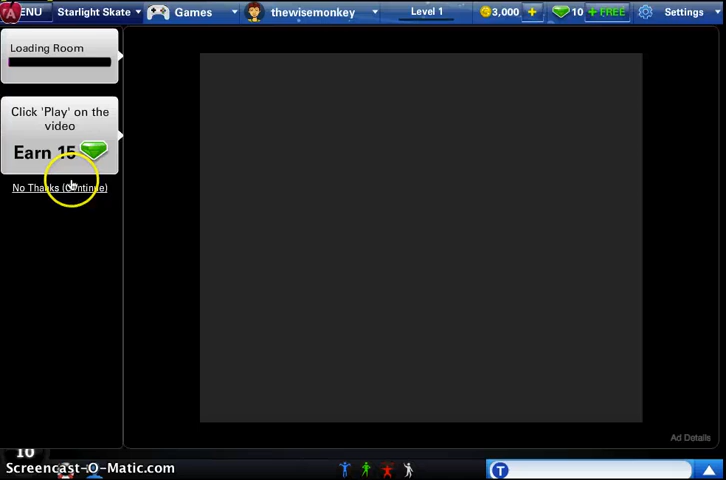 MENU Starlight Skate Games thewisemonkey Level 1 3,000 + 10 + FREE Settings
Loading Room
Click 'Play' on the
video
Earn 15
No Thanks (Continue)
Ad Details
10
Screencast-O-Matic.com T